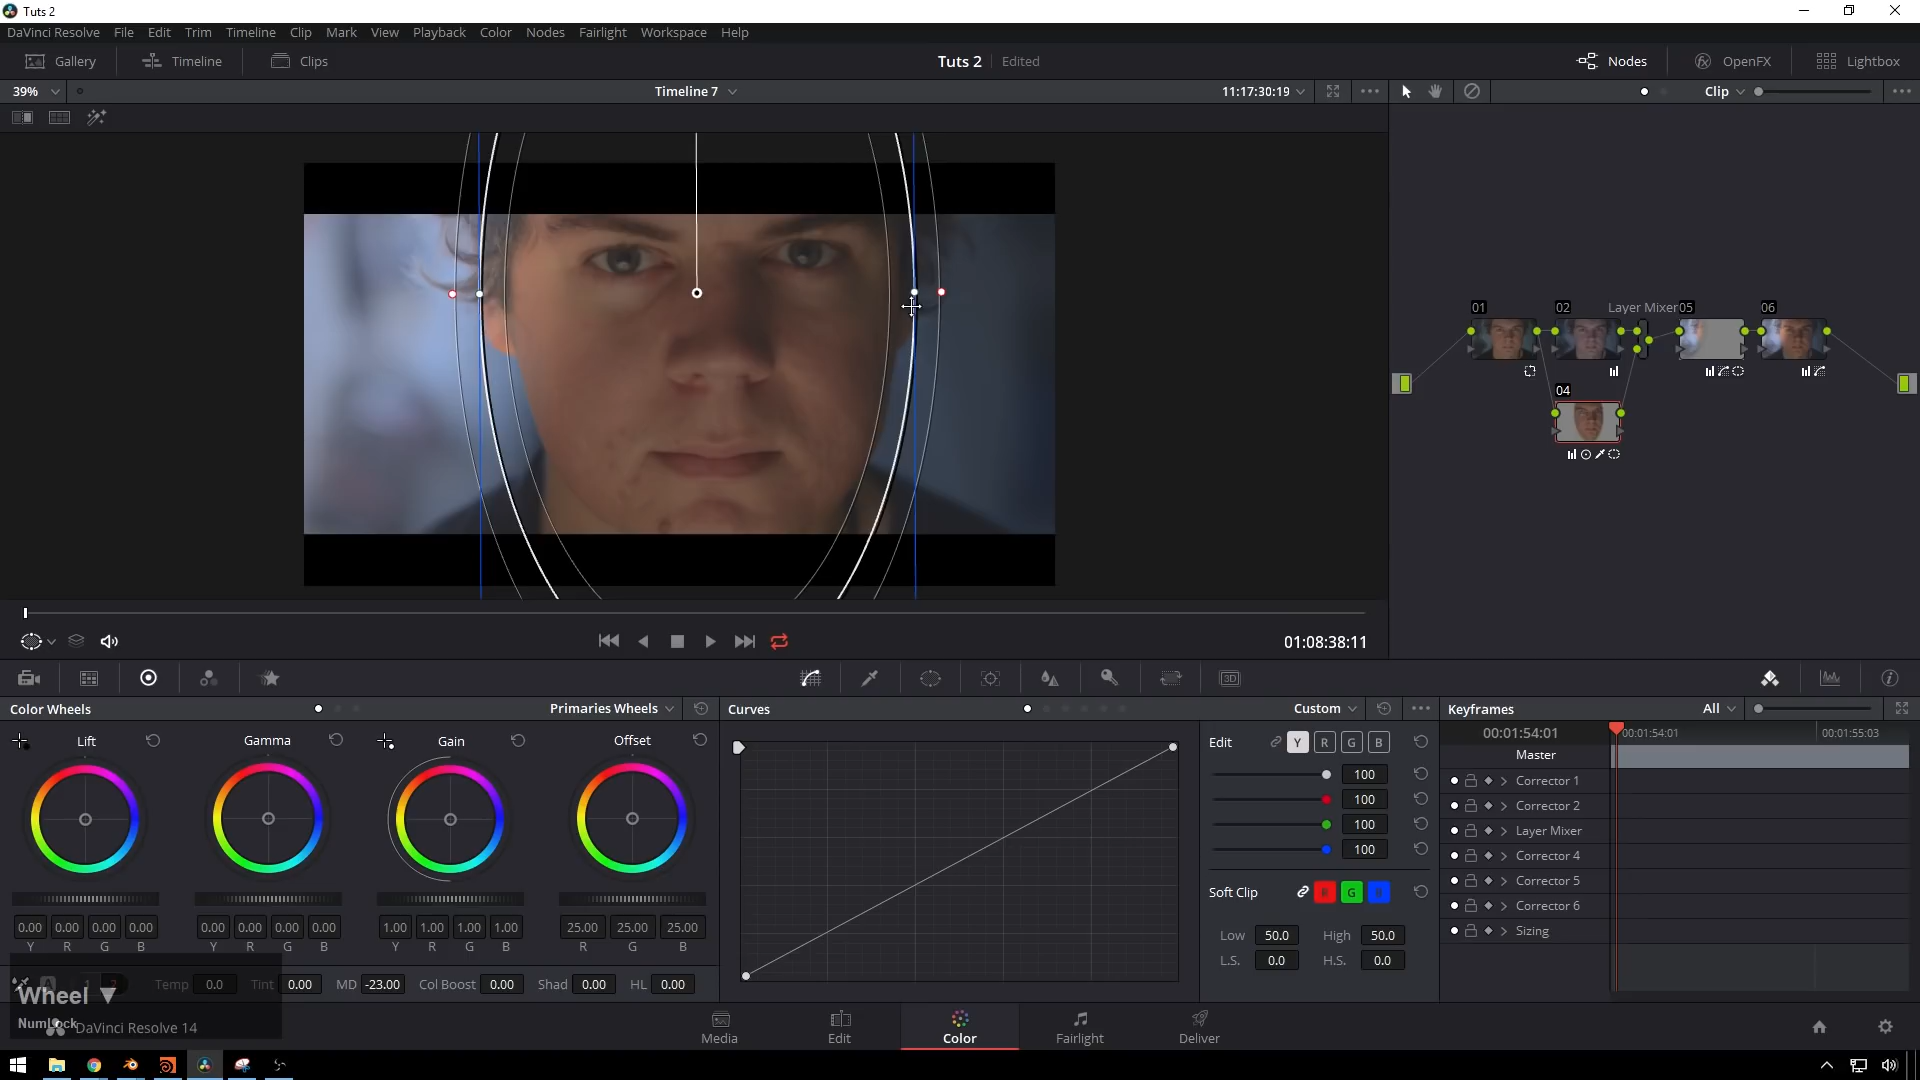 Tuts 2
DaVinci Resolve File Edit Trim Timeline Clip Mark View Playback Color Nodes Fairlight Workspace Help
Gallery Timeline Clips Tuts 2 Edited Nodes OpenFX Lightbox
39% Timeline 7 11:17:30:19 Clip
01 02 Layer Mixer 05 06
04
01:08:38:11
Color Wheels Primaries Wheels Curves Custom Keyframes All
Lift Gamma Gain Offset Edit Y R G B 00:01:54:01 00:01:54:01 00:01:55:03
Master
100 Corrector 1
100 Corrector 2
100 Layer Mixer
100 Corrector 4
Corrector 5
Soft Clip R G B Corrector 6
0.00 0.00 0.00 0.00 0.00 0.00 0.00 0.00 1.00 1.00 1.00 1.00 25.00 25.00 25.00 Sizing
Y R G B Y R G B Y R G B R G B Low 50.0 High 50.0
L.S. 0.0 H.S. 0.0
A 1 2 Temp 0.0 Tint 0.00 MD -23.00 Col Boost 0.00 Shad 0.00 HL 0.00
Wheel
NumLock DaVinci Resolve 14
Media Edit Color Fairlight Deliver
3D